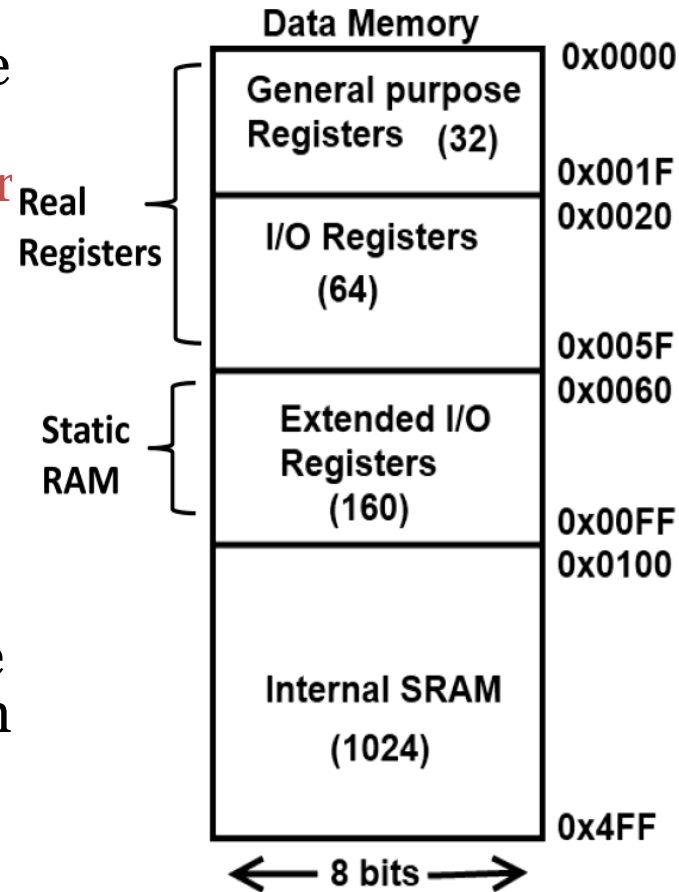 Data Memory
0x0000
e
General purpose
Registers (32)
0x001F
r
Real
Registers
0x0020
I/O Registers
(64)
0x005F
0x0060
Static
RAM
Extended I/O
Registers
(160)
0x00FF
0x0100
e
n
Internal SRAM
(1024)
0x4FF
8 bits